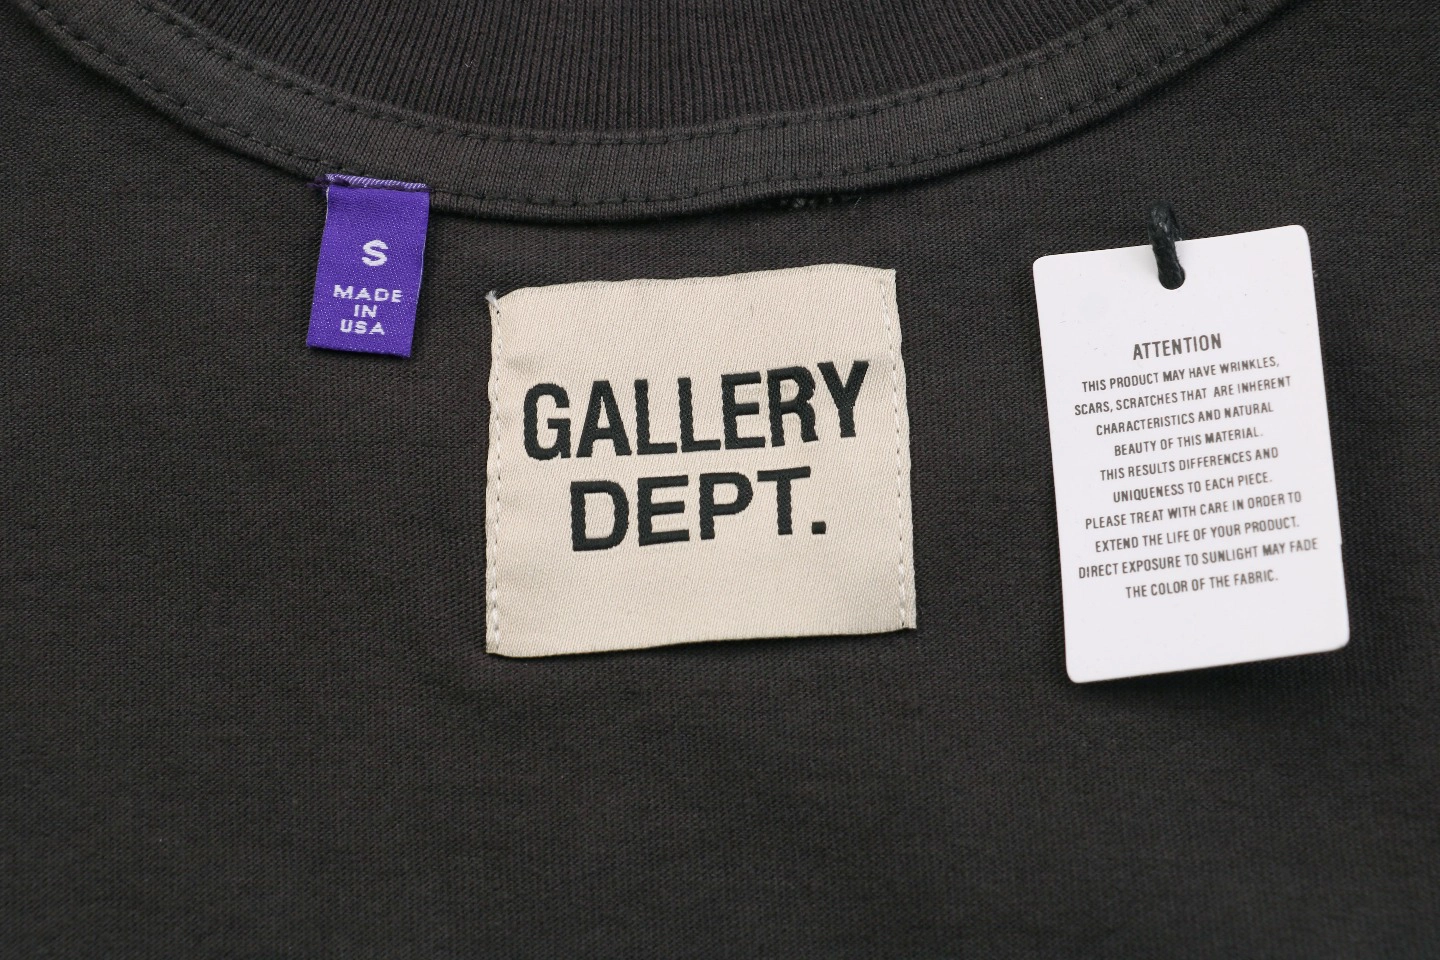 S
MADE
IN
USA
GALLERY
DEPT.
ATTENTION
THIS PRODUCT MAY HAVE WRINKLES,
SCARS, SCRATCHES THAT ARE INHERENT
CHARACTERISTICS AND NATURAL
BEAUTY OF THIS MATERIAL.
THIS RESULTS DIFFERENCES AND
UNIQUENESS TO EACH PIECE.
PLEASE TREAT WITH CARE IN ORDER TO
EXTEND THE LIFE OF YOUR PRODUCT.
DIRECT EXPOSURE TO SUNLIGHT MAY FADE
THE COLOR OF THE FABRIC.